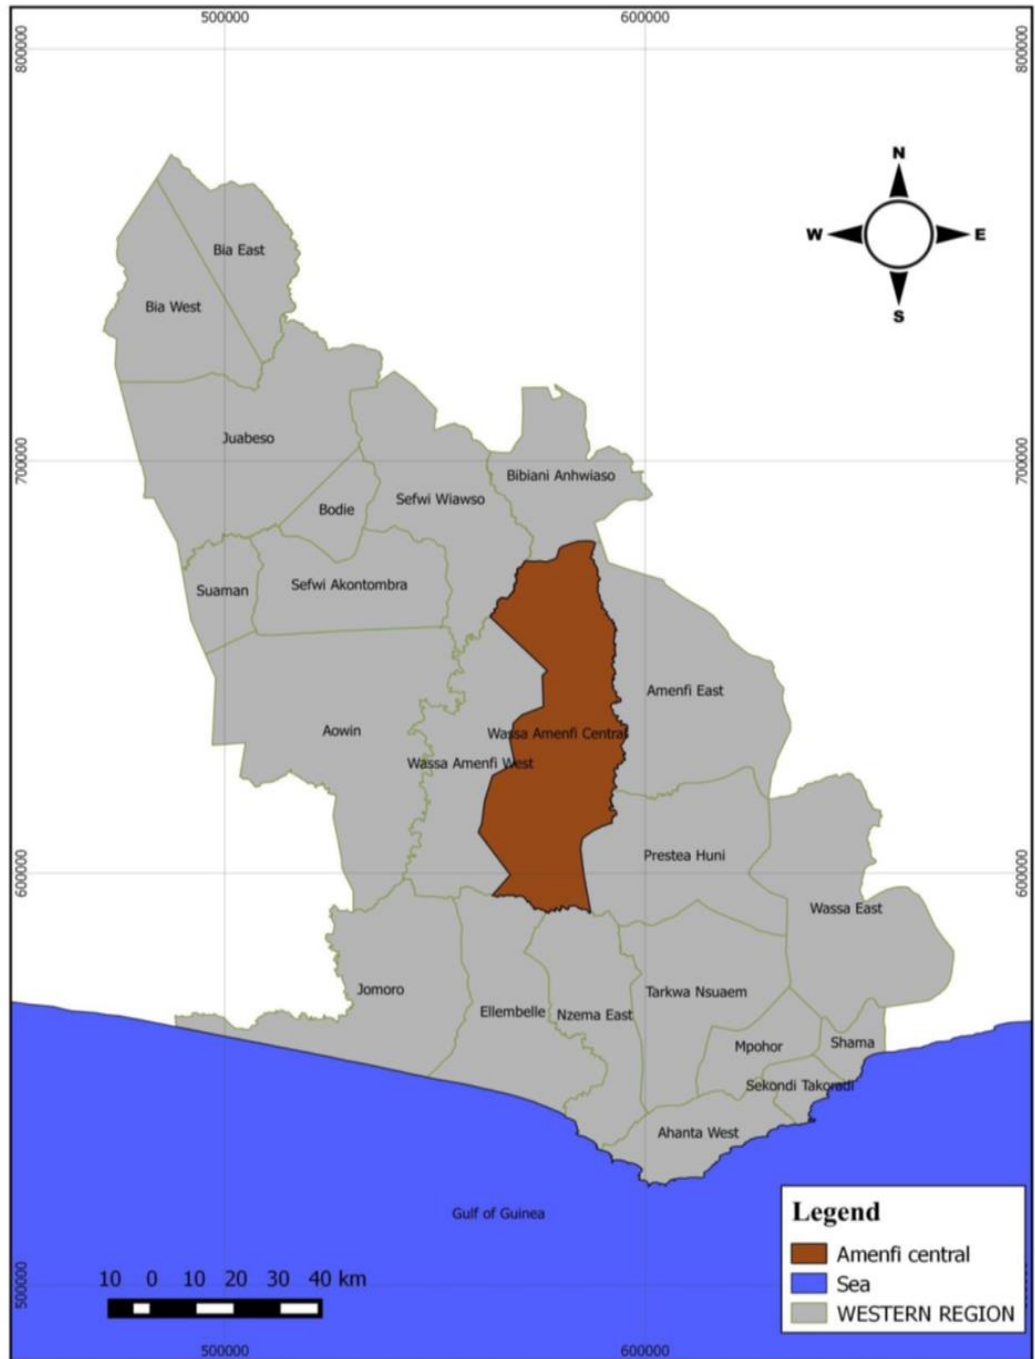 500000
600000
800000
800000
N
W
E
S
Bia East
Bia West
Juabeso
700000
700000
Bibiani Anhwiaso
Sefwi Wiawso
Bodie
Sefwi Akontombra
Suaman
Amenfi East
Aowin
Wassa Amenfi Central
Wassa Amenfi West
Prestea Huni
600000
600000
Wassa East
Jomoro
Tarkwa Nsuaem
Ellembelle
Nzema East
Shama
Mpohor
Sekondi Takoradi
Ahanta West
Gulf of Guinea
Legend
Amenfi central
Sea
WESTERN REGION
10 0 10 20 30 40 km
500000
500000
600000